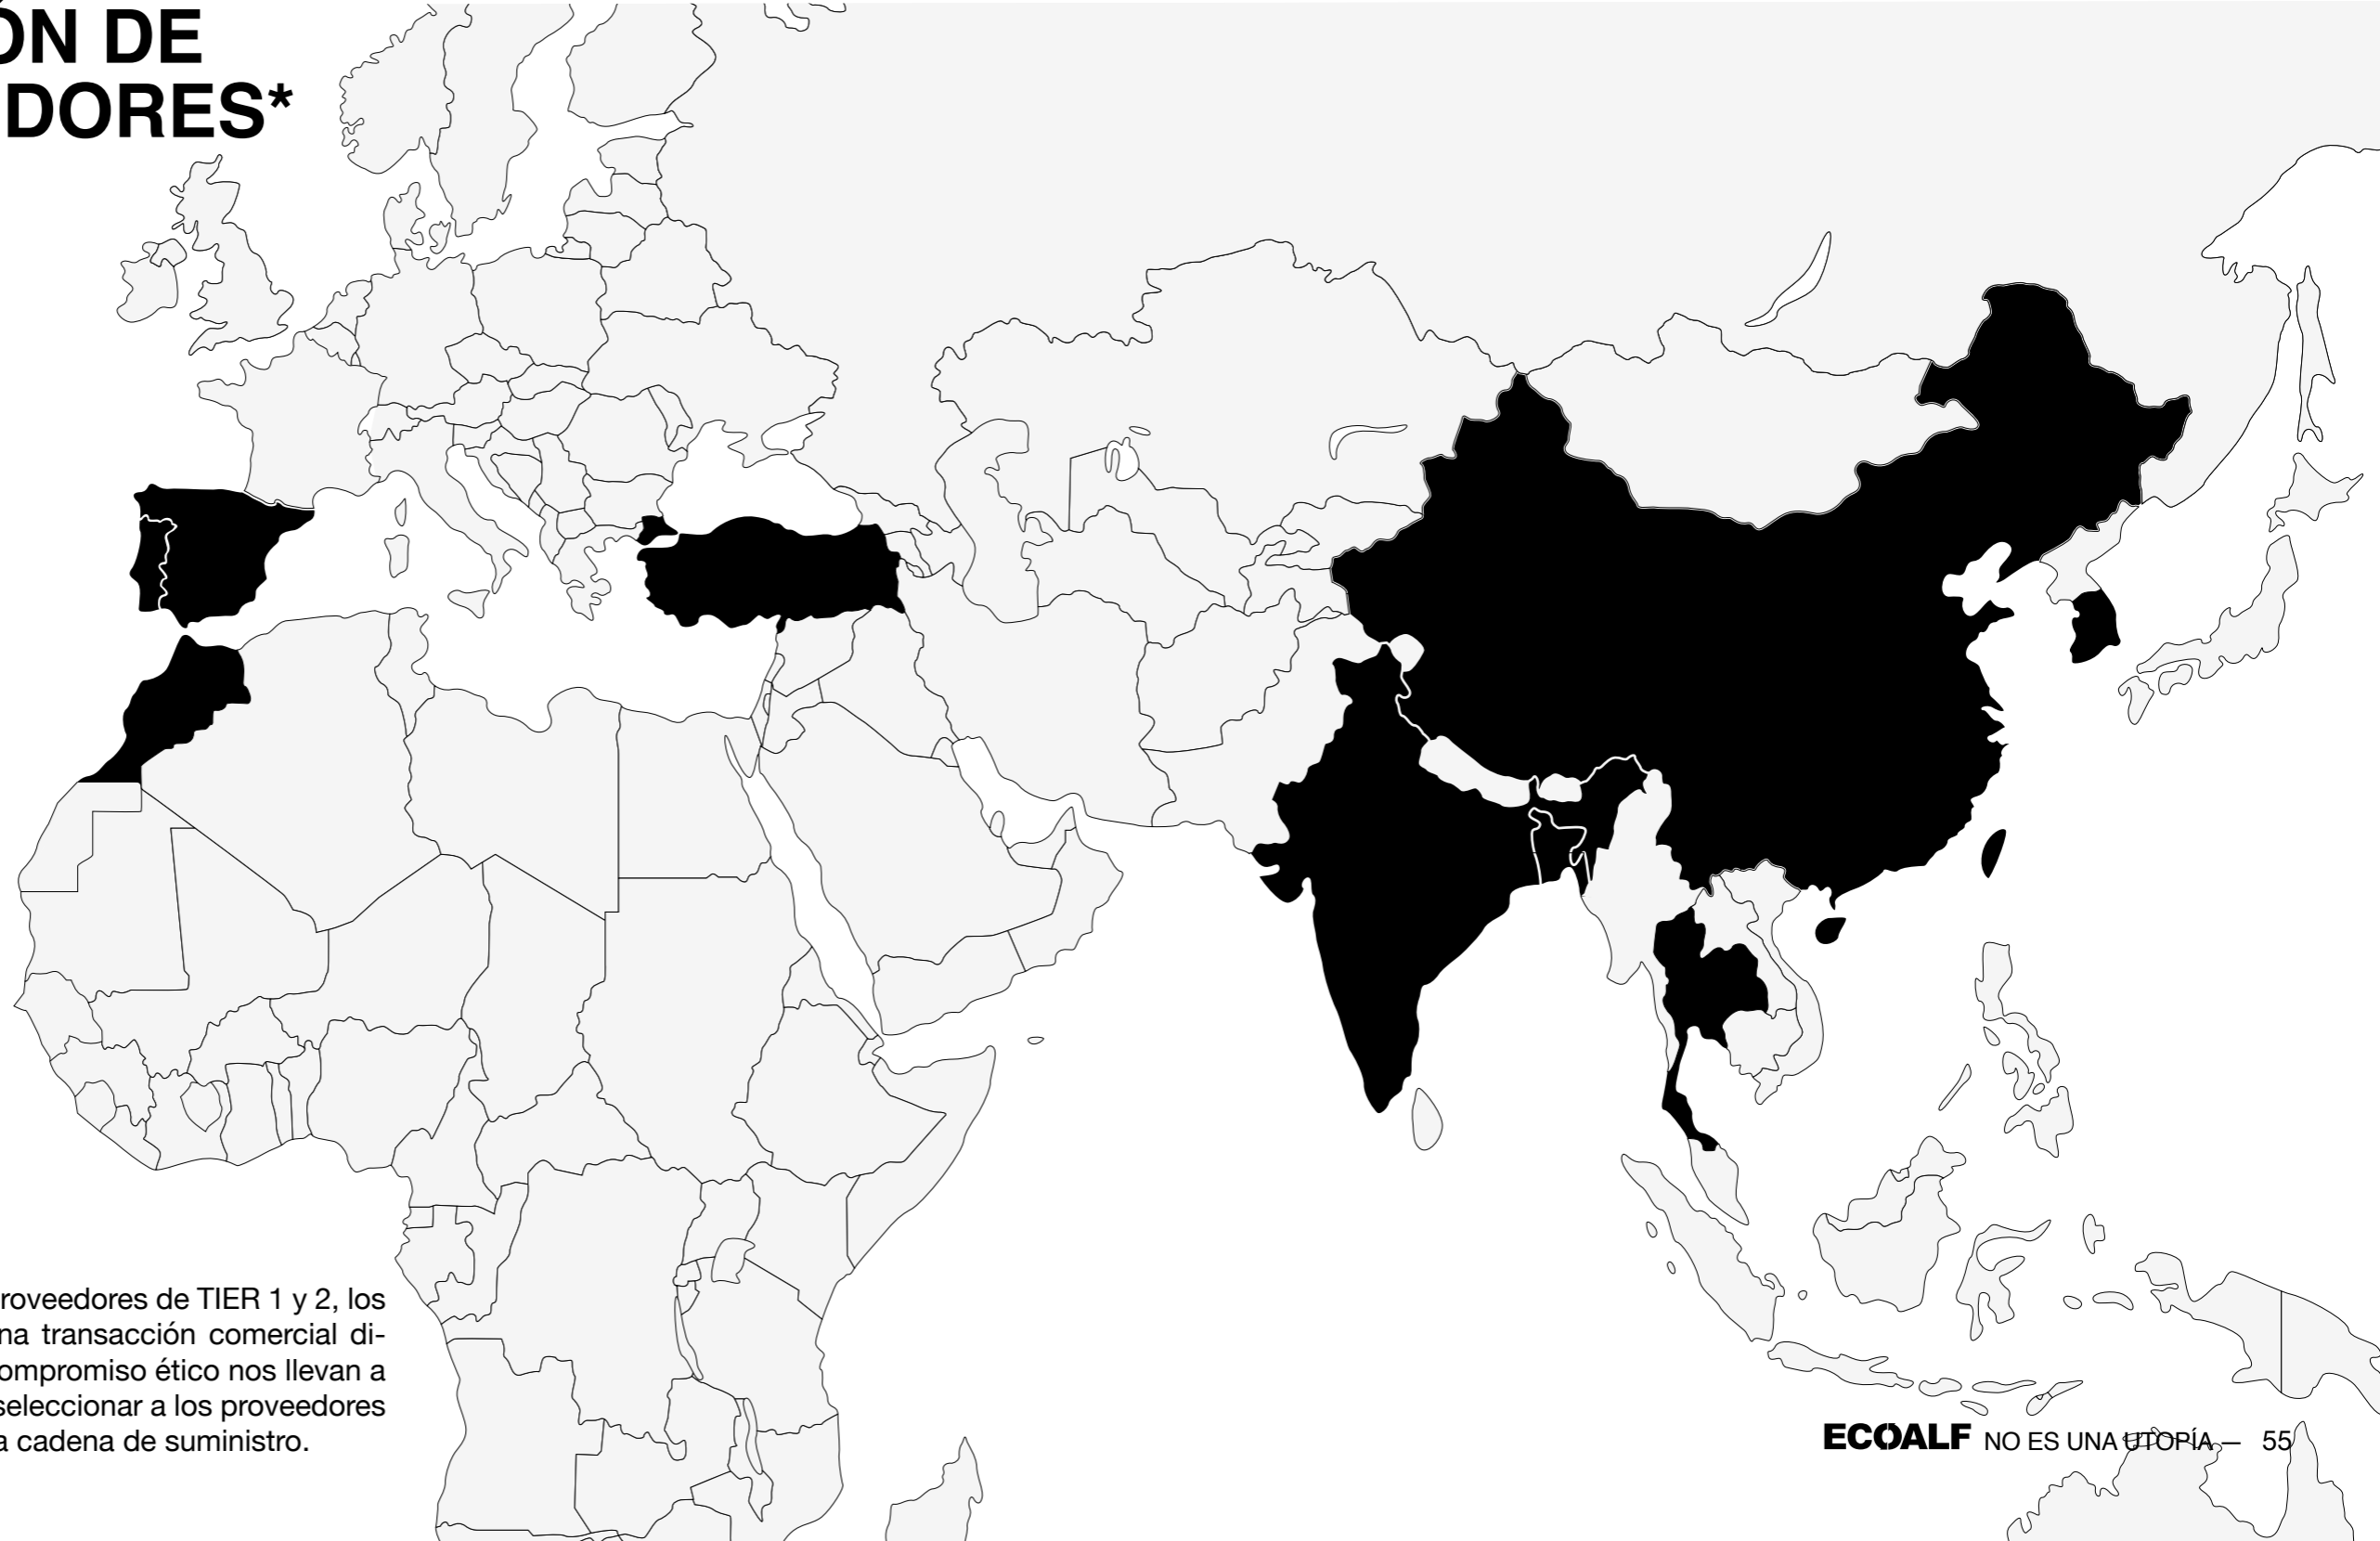 ÓN DE
DORES*
roveedores de TIER 1 y 2, los
na transacción comercial di-
ompromiso ético nos llevan a
seleccionar a los proveedores
a cadena de suministro.
ECOALF NO ES UNA UTOPÍA — 55